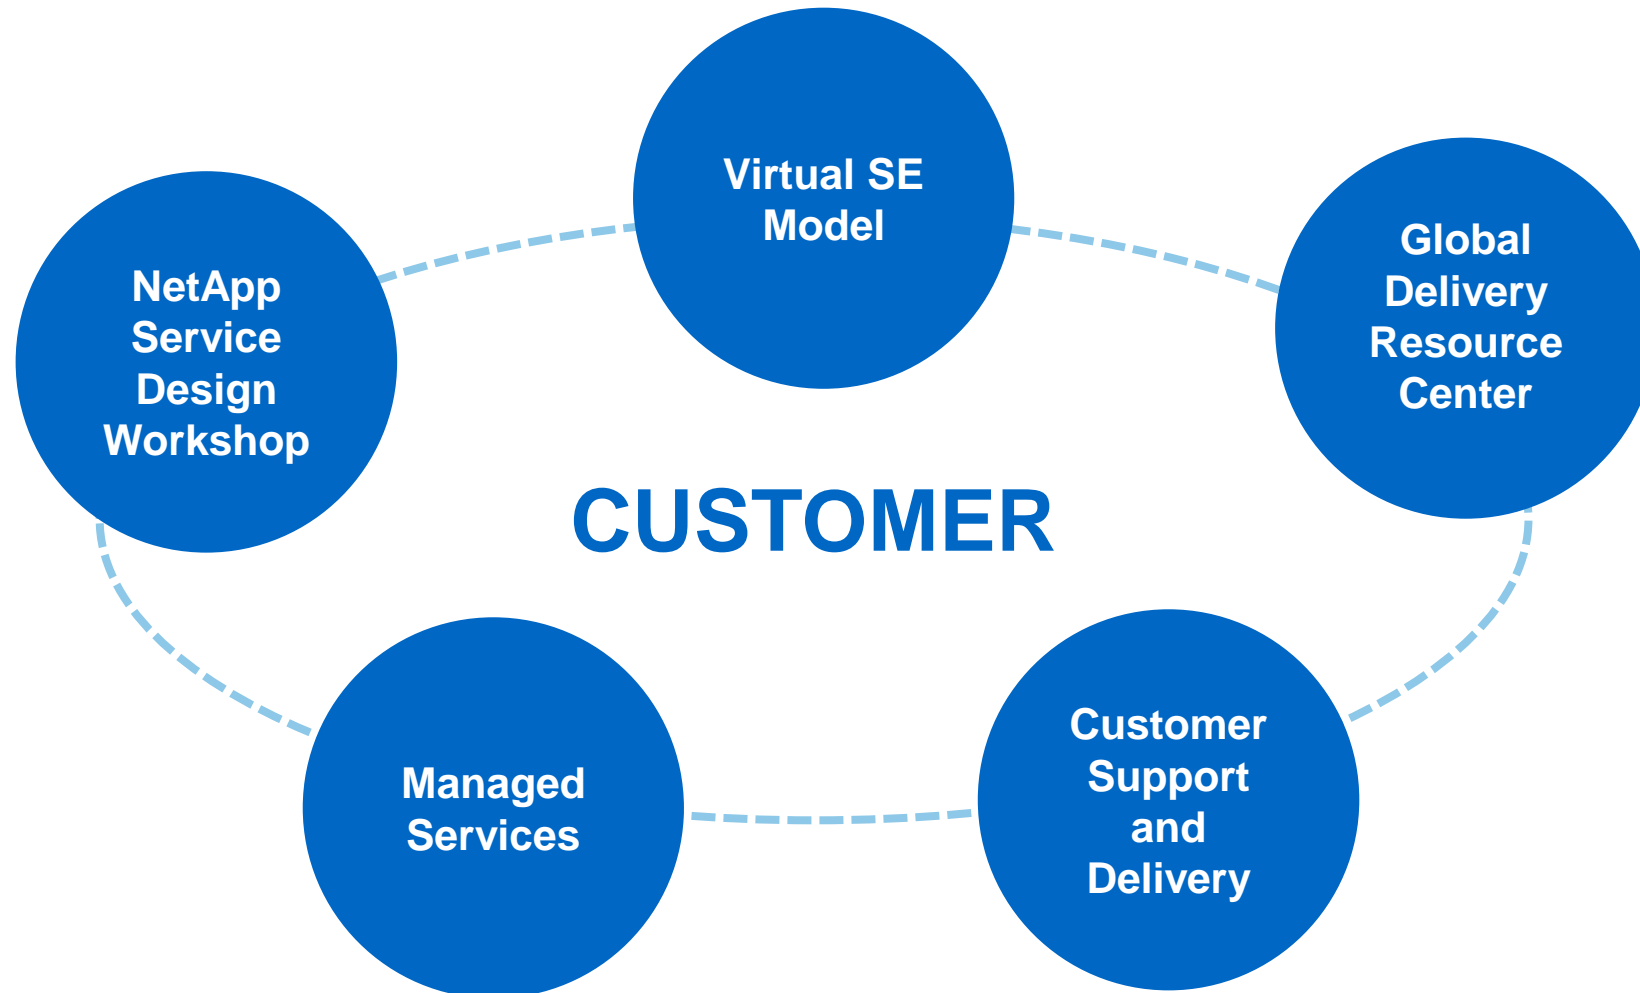 Virtual SE
Model
Global
Delivery
Resource
Center
NetApp
Service
Design
Workshop
CUSTOMER
Customer
Support
and
Delivery
Managed
Services